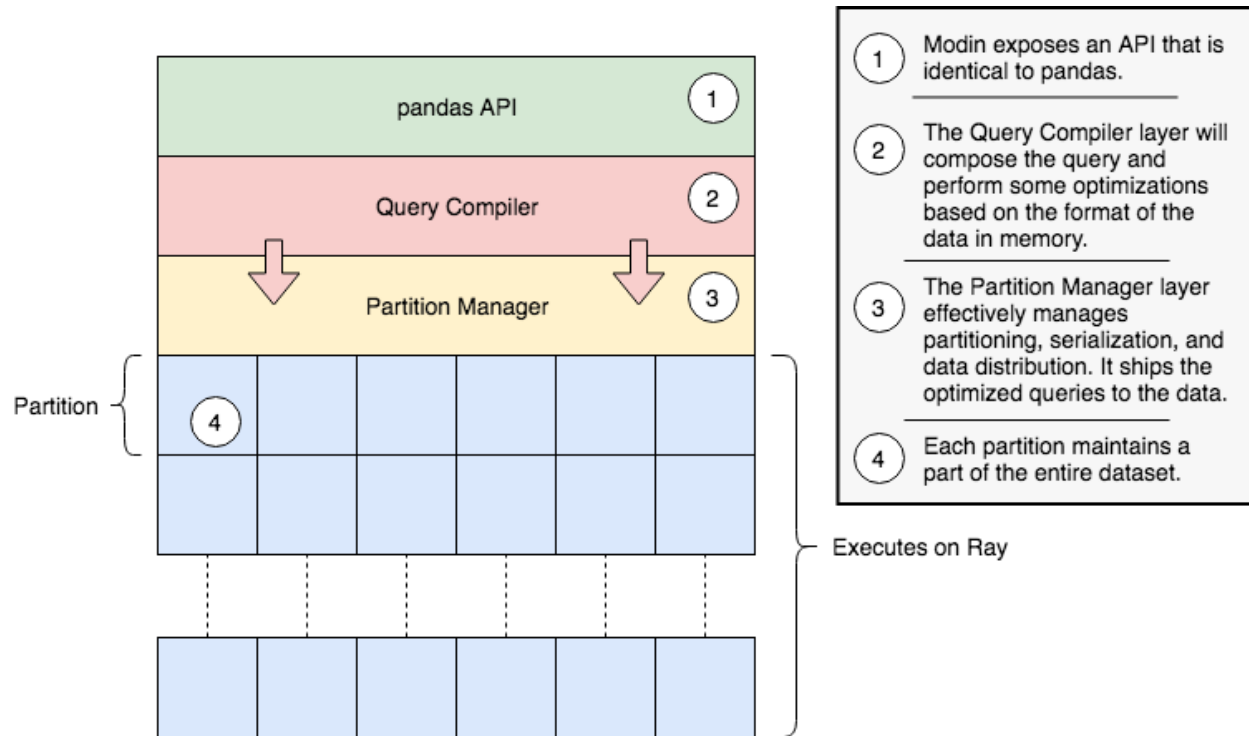 pandas API
1
Query Compiler
2
Partition Manager
3
Partition
4
Executes on Ray
1
Modin exposes an API that is
identical to pandas.
2
The Query Compiler layer will
compose the query and
perform some optimizations
based on the format of the
data in memory.
3
The Partition Manager layer
effectively manages
partitioning, serialization, and
data distribution. It ships the
optimized queries to the data.
4
Each partition maintains a
part of the entire dataset.